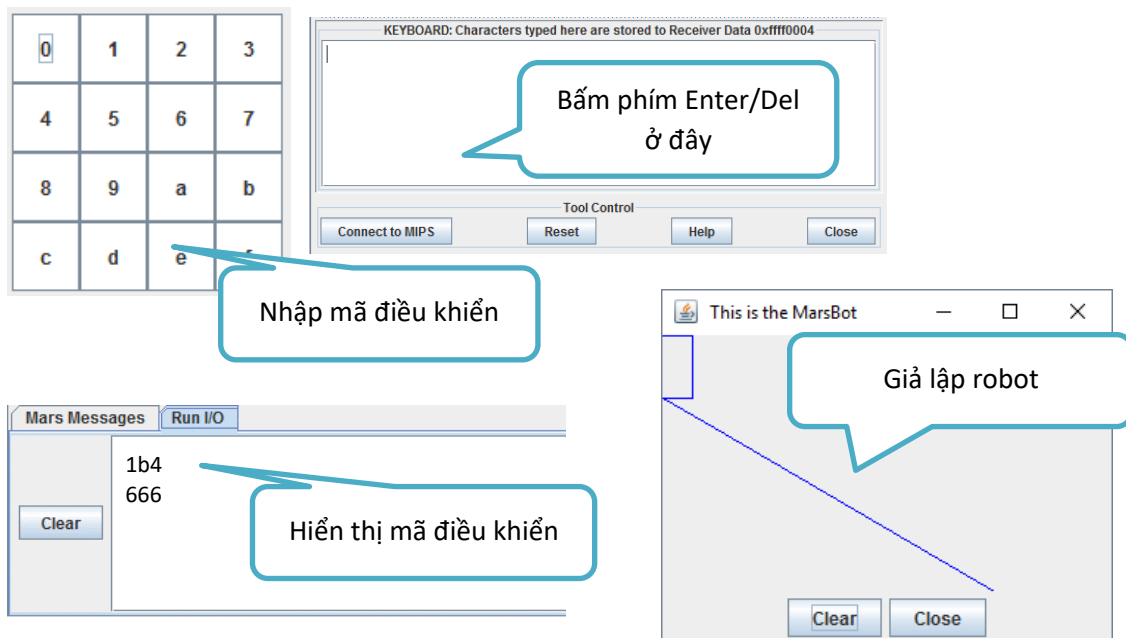 0 1 2 3
4 5 6 7
8 9 a b
c d e
Nhập mã điều khiển
KEYBOARD: Characters typed here are stored to Receiver Data 0xffff0004
Bấm phím Enter/Del
ở đây
Tool Control
Connect to MIPS Reset Help Close
This is the MarsBot
Giả lập robot
Clear Close
Mars Messages Run I/O
1b4
666
Clear
Hiển thị mã điều khiển